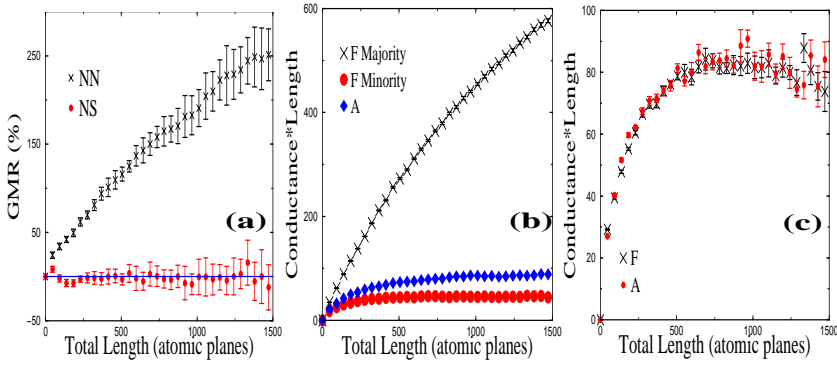 250
150
50
−50
GMR (%)
NN
NS
(a)
0 500 1000 1500
Total Length (atomic planes)
600
400
200
0
Conductance*Length
F Majority
F Minority
A
(b)
0 500 1000 1500
Total Length (atomic planes)
100
80
60
40
20
0
Conductance*Length
(c)
F
A
0 500 1000 1500
Total Length (atomic planes)